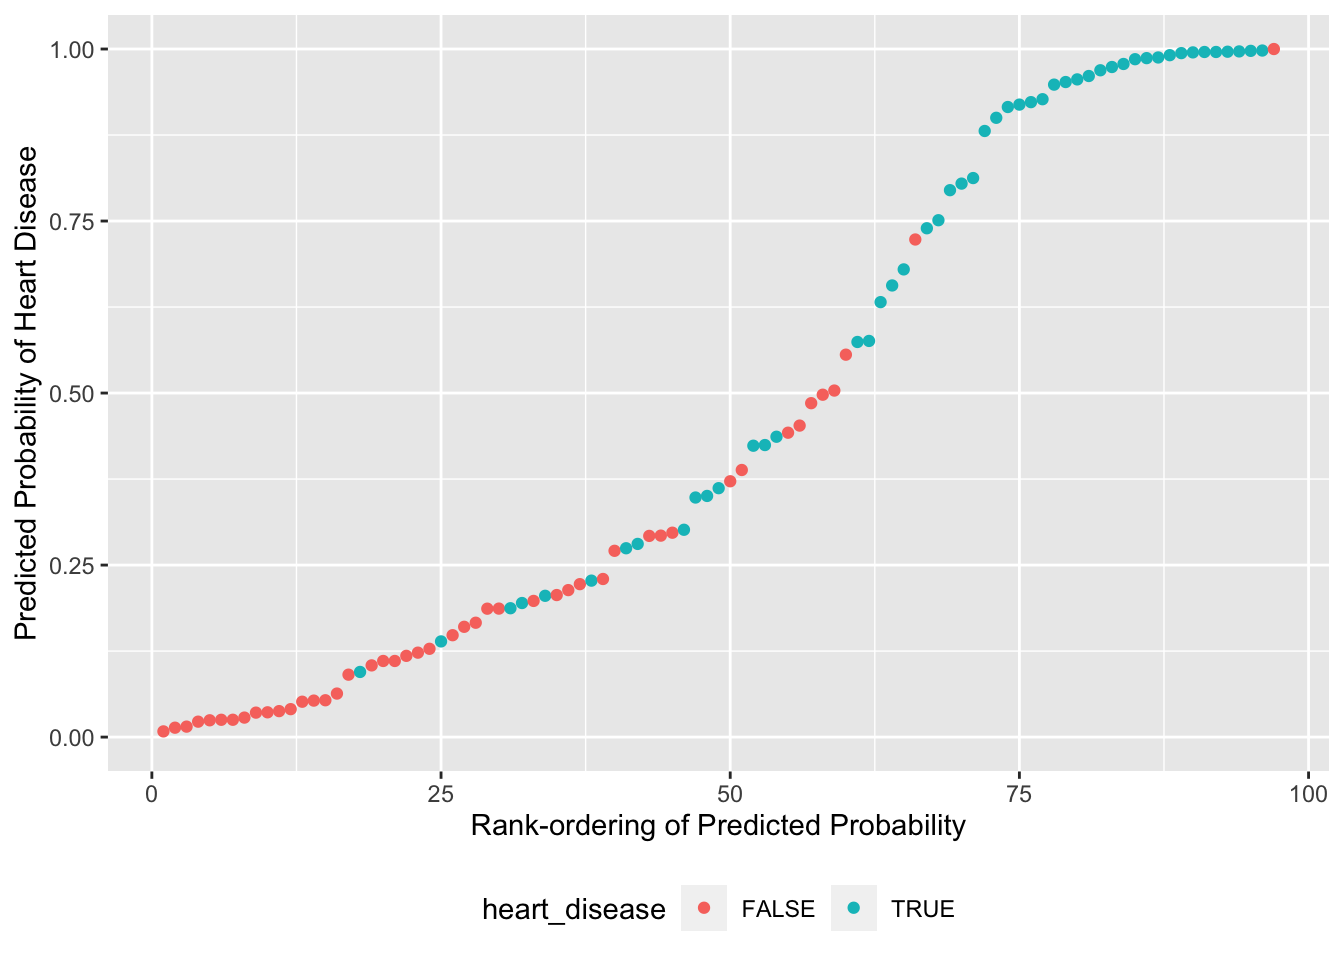 1.00
0.75
0.50
0.25
0.00
Predicted Probability of Heart Disease
0 25 50 75 100
Rank-ordering of Predicted Probability
heart_disease FALSE TRUE